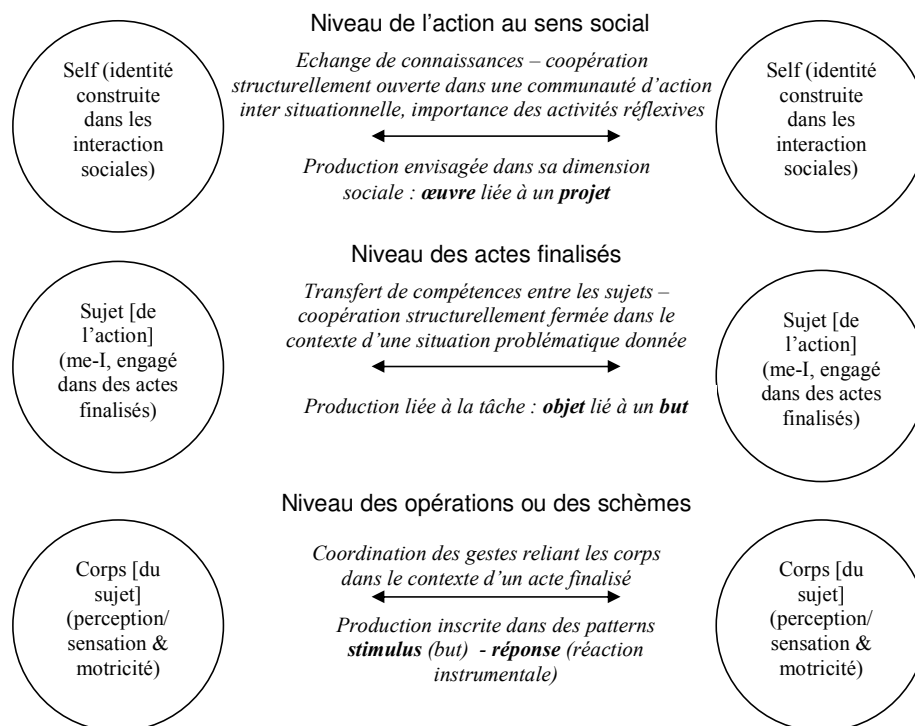 Niveau de l'action au sens social
Self (identité
construite
dans les
interaction
sociales)
Echange de connaissances – coopération
structurellement ouverte dans une communauté d'action
inter situationnelle, importance des activités réflexives
Production envisagée dans sa dimension
sociale : œuvre liée à un projet
Self (identité
construite
dans les
interaction
sociales)
Niveau des actes finalisés
Sujet [de
l'action]
(me-I, engagé
dans des actes
finalisés)
Transfert de compétences entre les sujets –
coopération structurellement fermée dans le
contexte d'une situation problématique donnée
Production liée à la tâche : objet lié à un but
Sujet [de
l'action]
(me-I, engagé
dans des actes
finalisés)
Niveau des opérations ou des schèmes
Corps [du
sujet]
(perception/
sensation &
motricité)
Coordination des gestes reliant les corps
dans le contexte d'un acte finalisé
Production inscrite dans des patterns
stimulus (but) - réponse (réaction
instrumentale)
Corps [du
sujet]
(perception/
sensation &
motricité)